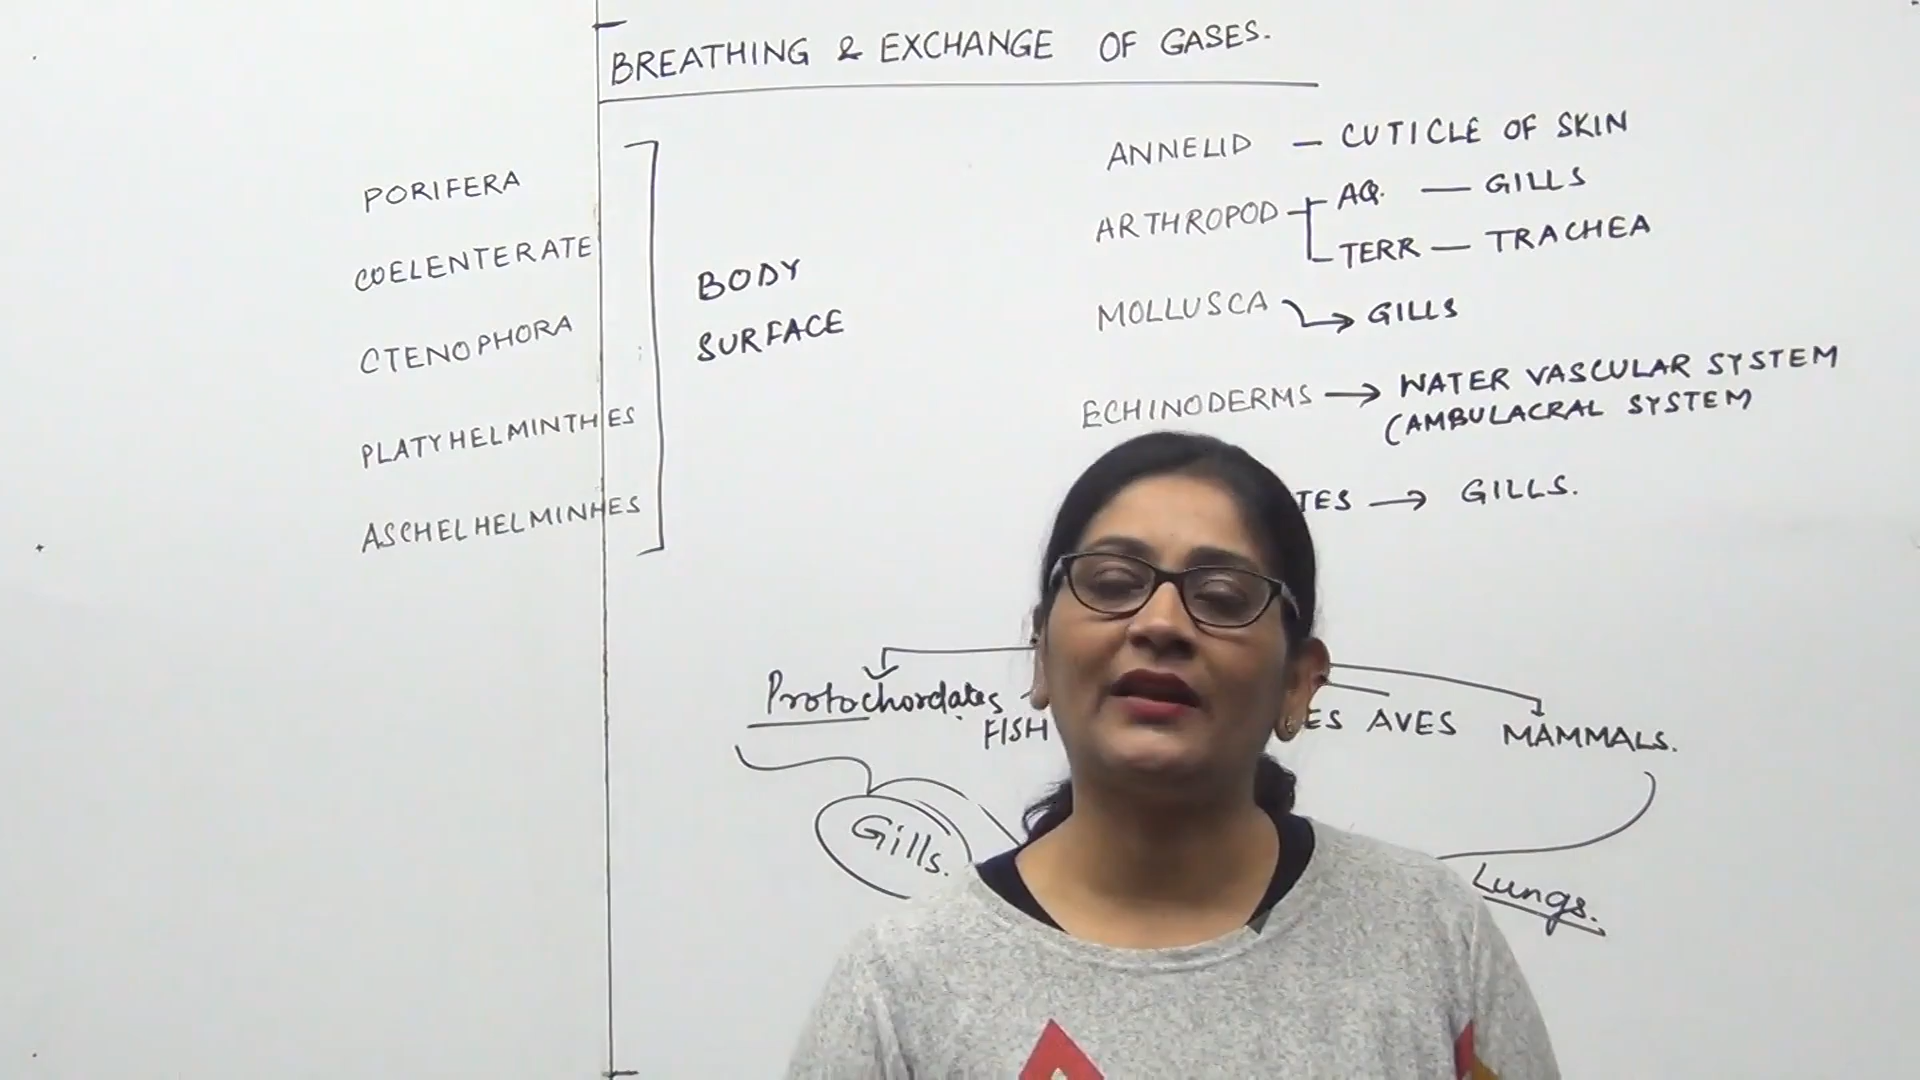 BREATHING & EXCHANGE OF GASES.
PORIFERA
COELENTERATE
CTENOPHORA
PLATYHELMINTHES
ASCHELHELMINHES
BODY
SURFACE
ANNELID — CUTICLE OF SKIN
ARTHROPOD AQ. — GILLS
TERR — TRACHEA
MOLLUSCA → GILLS
ECHINODERMS → WATER VASCULAR SYSTEM
(AMBULACRAL SYSTEM
TES → GILLS.
Protochordates
FISH ES AVES MAMMALS.
Gills.
Lungs.